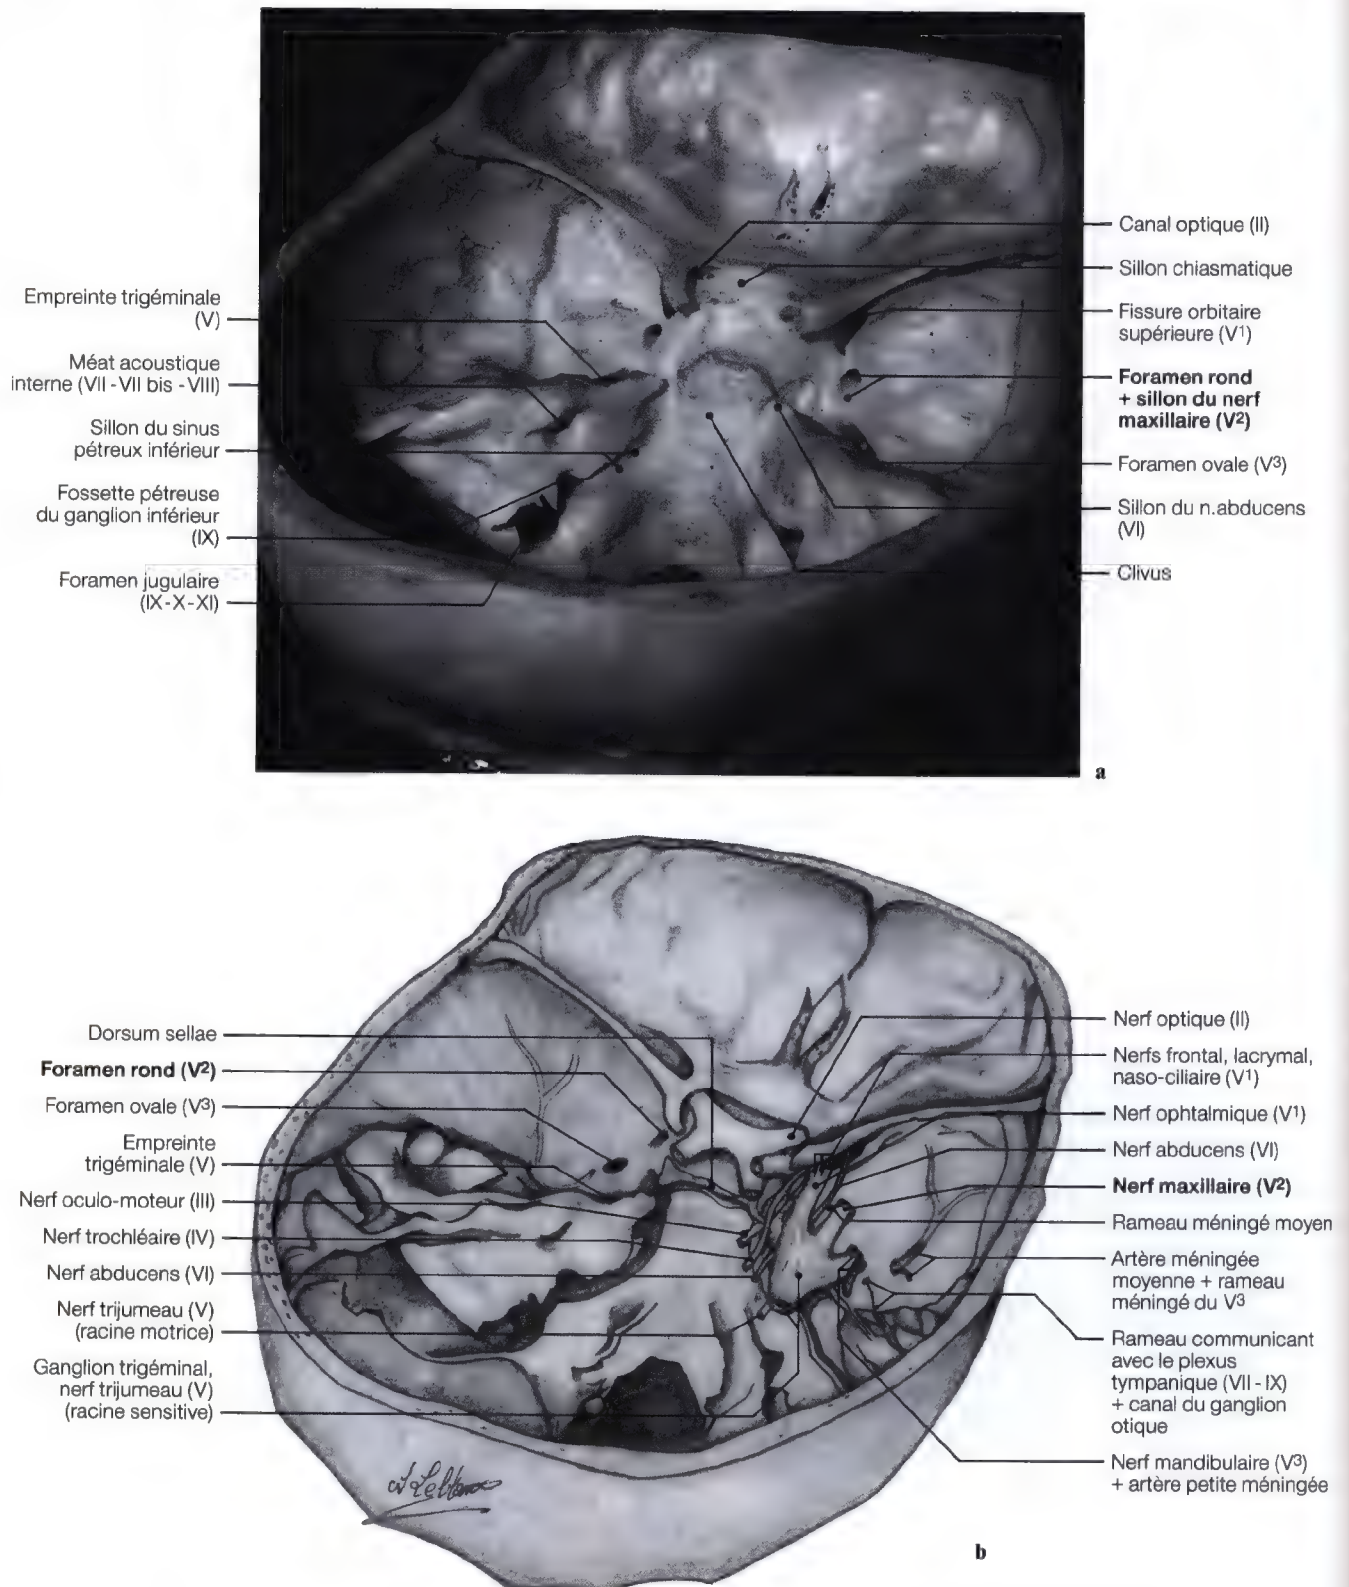 Canal optique (II)
Sillon chiasmatique
Fissure orbitaire
supérieure (V¹)
Foramen rond
+ sillon du nerf
maxillaire (V²)
Foramen ovale (V³)
Sillon du n.abducens
(VI)
Clivus
Empreinte trigéminale
(V)
Méat acoustique
interne (VII - VII bis - VIII)
Sillon du sinus
pétreux inférieur
Fossette pétreuse
du ganglion inférieur
(IX)
Foramen jugulaire
(IX - X - XI)
a
Dorsum sellae
Foramen rond (V²)
Foramen ovale (V³)
Empreinte
trigéminale (V)
Nerf oculo-moteur (III)
Nerf trochléaire (IV)
Nerf abducens (VI)
Nerf trijumeau (V)
(racine motrice)
Ganglion trigéminal,
nerf trijumeau (V)
(racine sensitive)
Nerf optique (II)
Nerfs frontal, lacrymal,
naso-ciliaire (V¹)
Nerf ophtalmique (V¹)
Nerf abducens (VI)
Nerf maxillaire (V²)
Rameau méningé moyen
Artère méningée
moyenne + rameau
méningé du V³
Rameau communicant
avec le plexus
tympanique (VII - IX)
+ canal du ganglion
otique
Nerf mandibulaire (V³)
+ artère petite méningée
b